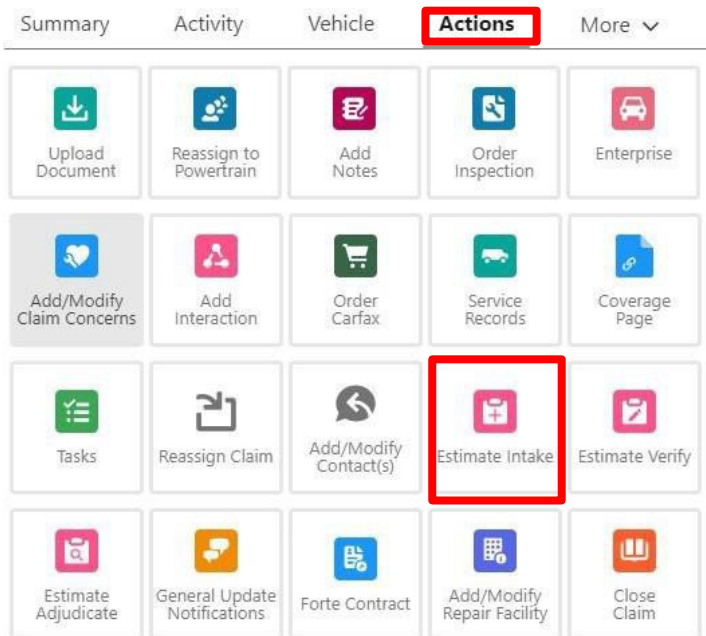 Summary Activity Vehicle Actions More
Upload Document
Reassign to Powertrain
Add Notes
Order Inspection
Enterprise
Add/Modify Claim Concerns
Add Interaction
Order Carfax
Service Records
Coverage Page
Tasks
Reassign Claim
Add/Modify Contact(s)
Estimate Intake
Estimate Verify
Estimate Adjudicate
General Update Notifications
Forte Contract
Add/Modify Repair Facility
Close Claim